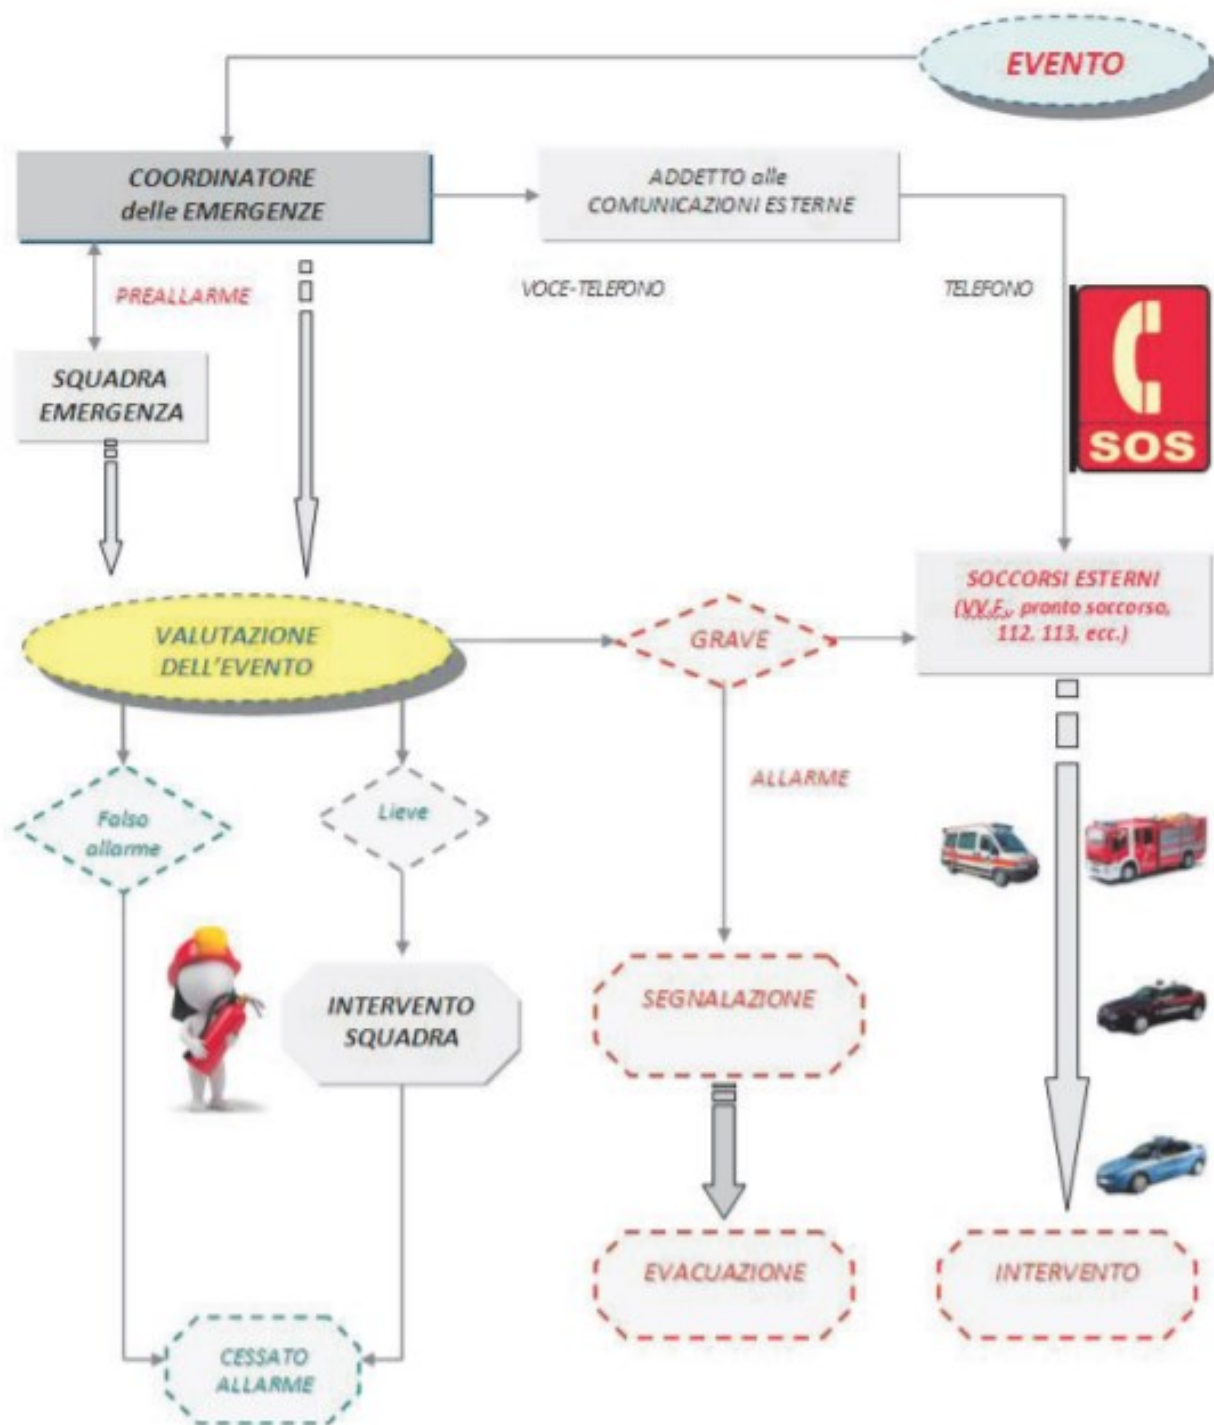 EVENTO
COORDINATORE
delle EMERGENZE
ADDETTO alle
COMUNICAZIONI ESTERNE
PREALLARME
VOCE-TELEFONO
TELEFONO
SOS
SQUADRA
EMERGENZA
SOCCORSI ESTERNI
(VV.F., pronto soccorso,
112, 113, ecc.)
VALUTAZIONE
DELL'EVENTO
GRAVE
ALLARME
Falso
allarme
Lieve
INTERVENTO
SQUADRA
SEGNALAZIONE
EVACUAZIONE
INTERVENTO
CESSATO
ALLARME